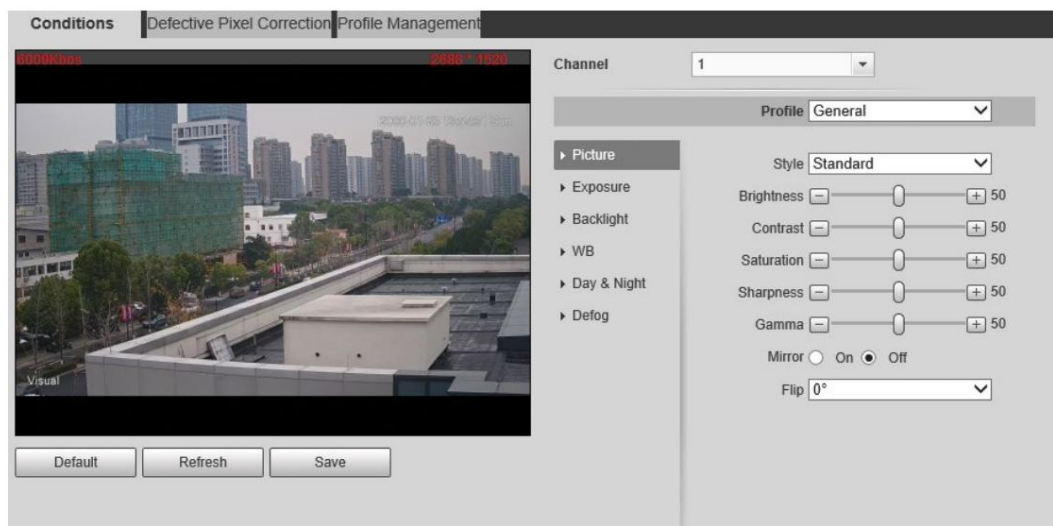 Conditions Defective Pixel Correction Profile Management
6009Kbps 2688 * 1520
Visual
Default Refresh Save
Channel 1
Profile General
Picture
Exposure
Backlight
WB
Day & Night
Defog
Style Standard
Brightness 50
Contrast 50
Saturation 50
Sharpness 50
Gamma 50
Mirror On Off
Flip 0°